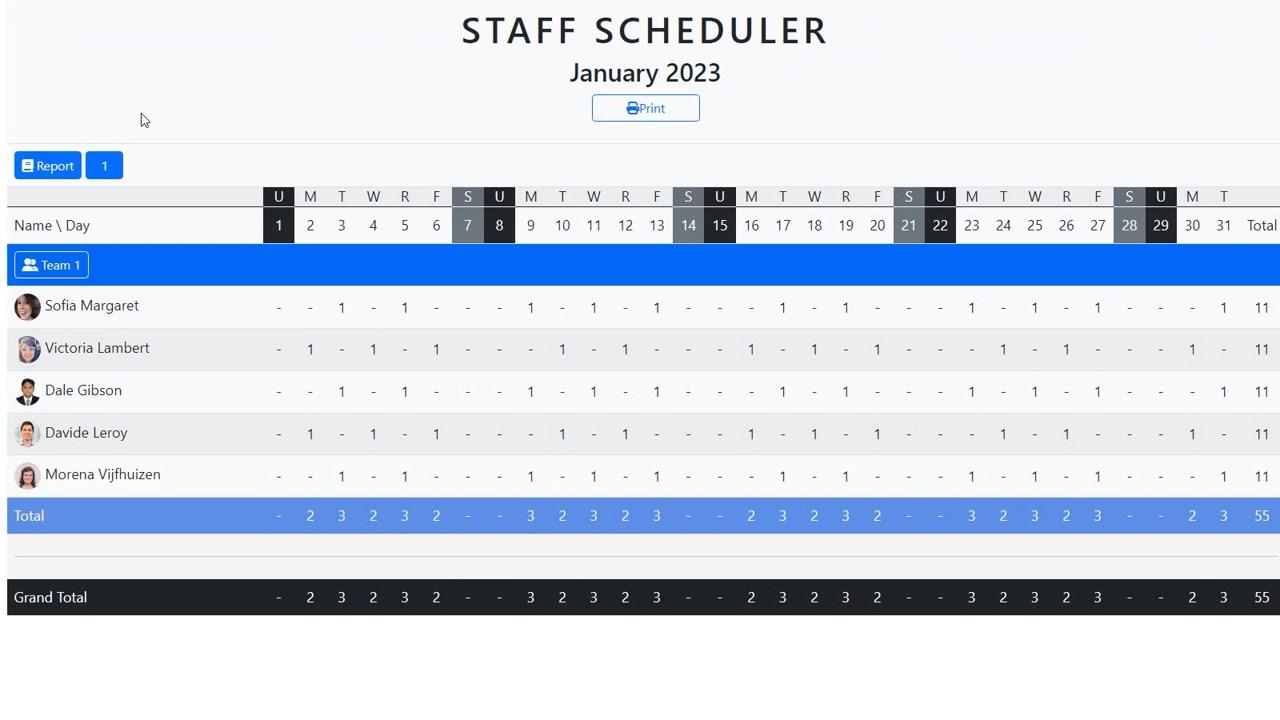 STAFF SCHEDULER
January 2023
Print
Report 1
U M T W R F S U M T W R F S U M T W R F S U M T W R F S U M T
Name \ Day 1 2 3 4 5 6 7 8 9 10 11 12 13 14 15 16 17 18 19 20 21 22 23 24 25 26 27 28 29 30 31 Total
Team 1
Sofia Margaret - - 1 - 1 - - - 1 - 1 - 1 - - - 1 - 1 - - - 1 - 1 - 1 - - - 1 11
Victoria Lambert - 1 - 1 - 1 - - - 1 - 1 - - - 1 - 1 - 1 - - - 1 - 1 - - - 1 - 11
Dale Gibson - - 1 - 1 - - - 1 - 1 - 1 - - - 1 - 1 - - - 1 - 1 - 1 - - - 1 11
Davide Leroy - 1 - 1 - 1 - - - 1 - 1 - - - 1 - 1 - 1 - - - 1 - 1 - - - 1 - 11
Morena Vijfhuizen - - 1 - 1 - - - 1 - 1 - 1 - - - 1 - 1 - - - 1 - 1 - 1 - - - 1 11
Total - 2 3 2 3 2 - - 3 2 3 2 3 - - 2 3 2 3 2 - - 3 2 3 2 3 - - 2 3 55
Grand Total - 2 3 2 3 2 - - 3 2 3 2 3 - - 2 3 2 3 2 - - 3 2 3 2 3 - - 2 3 55